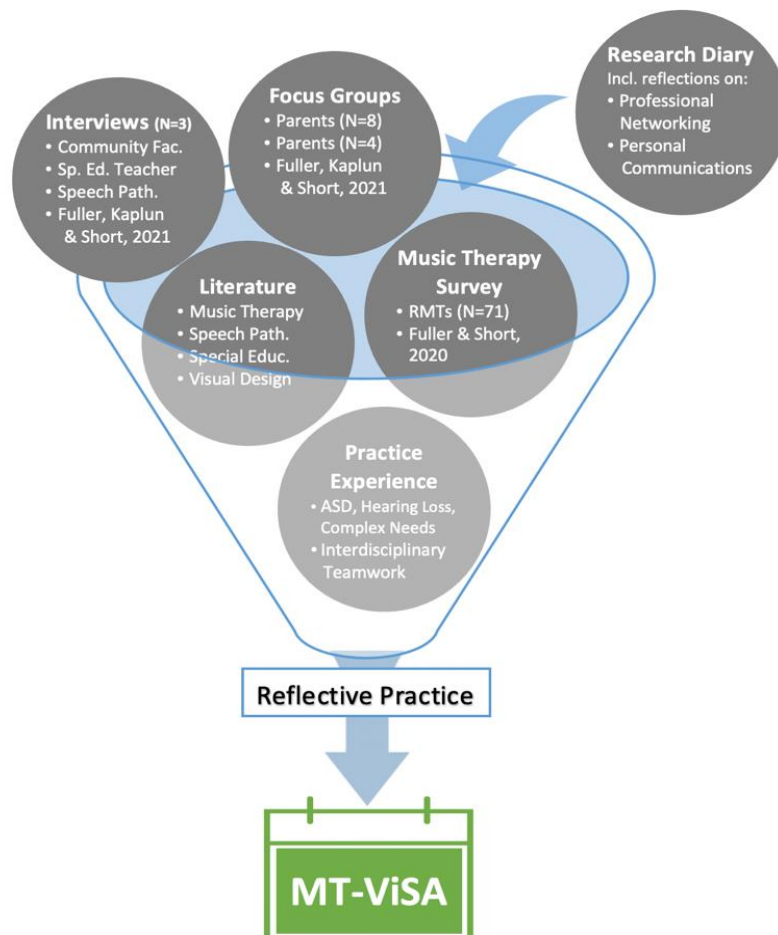 Research Diary
Incl. reflections on:
• Professional
Networking
• Personal
Communications
Focus Groups
• Parents (N=8)
• Parents (N=4)
• Fuller, Kaplun
& Short, 2021
Interviews (N=3)
• Community Fac.
• Sp. Ed. Teacher
• Speech Path.
• Fuller, Kaplun
& Short, 2021
Literature
• Music Therapy
• Speech Path.
• Special Educ.
• Visual Design
Music Therapy
Survey
• RMTs (N=71)
• Fuller & Short,
2020
Practice
Experience
• ASD, Hearing Loss,
Complex Needs
• Interdisciplinary
Teamwork
Reflective Practice
MT-ViSA